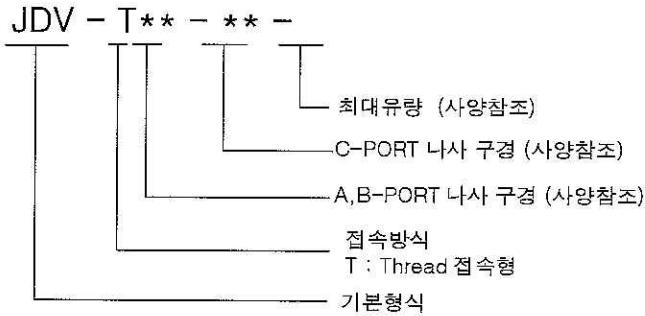 JDV - T** - ** -
최대유량 (사양참조)
C-PORT 나사 구경 (사양참조)
A,B-PORT 나사 구경 (사양참조)
접속방식
T : Thread 접속형
기본형식